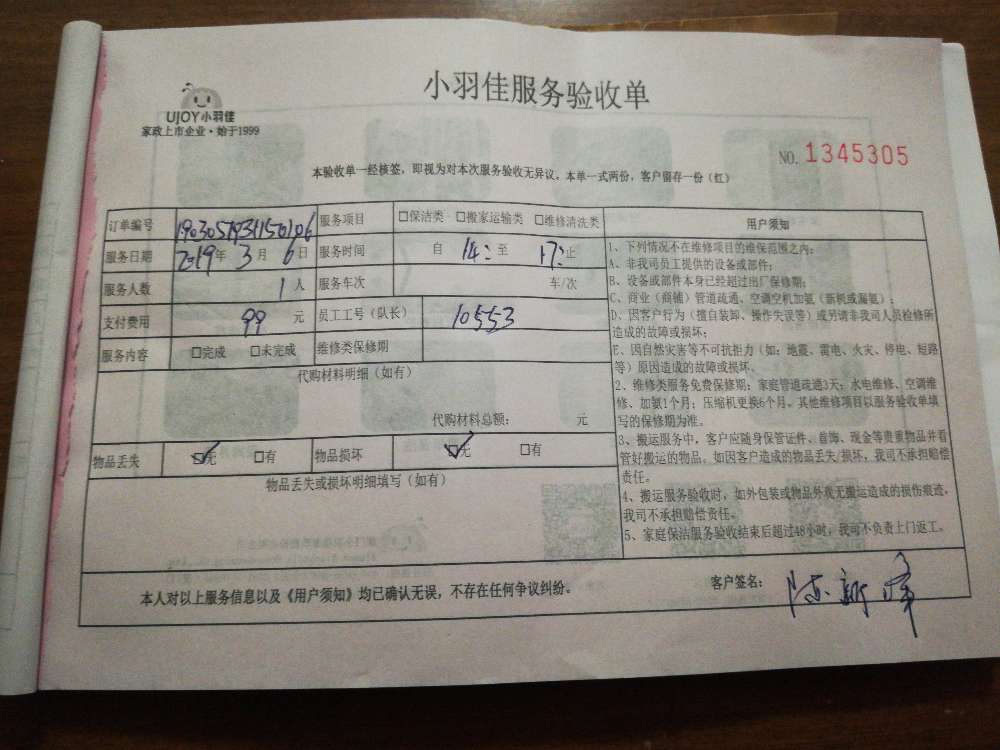 小羽佳服务验收单
UJOY小羽佳
家政上市企业·始于1999
NO. 1345305
本验收单一经核签，即视为对本次服务验收无异议。本单一式两份，客户留存一份（红）
订单编号 服务项目 □保洁类 □搬家运输类 □维修清洗类
服务日期 2019年 3月 6日 服务时间 自 14: 至 17: 止
服务人数 1 人 服务车次 车/次
支付费用 99 元 员工工号（队长） 10553
服务内容 □完成 □未完成 维修类保修期
代购材料明细（如有）
代购材料总额： 元
物品丢失 ☑无 □有 物品损坏 ☑无 □有
物品丢失或损坏明细填写（如有）
用户须知
1、下列情况不在维修项目的维保范围之内：
A、非我司员工提供的设备或部件；
B、设备或部件本身已经超过出厂保修期；
C、商业（商铺）管道疏通、空调空机加氨（新机或漏氨）；
D、因客户行为（擅自装卸、操作失误等）或另请非我司人员检修所
造成的故障或损坏；
E、因自然灾害等不可抗拒力（如：地震、雷电、火灾、停电、短路
等）原因造成的故障或损坏。
2、维修类服务免费保修期：家庭管道疏通3天；水电维修、空调维
修、加氨1个月；压缩机更换6个月。其他维修项目以服务验收单填
写的保修期为准。
3、搬运服务中，客户应随身保管证件、首饰、现金等贵重物品并看
管好搬运的物品。如因客户造成的物品丢失/损坏，我司不承担赔偿
责任。
4、搬运服务验收时，如外包装或物品外观无搬运造成的损伤痕迹，
我司不承担赔偿责任。
5、家庭保洁服务验收结束后超过48小时，我司不负责上门返工。
本人对以上服务信息以及《用户须知》均已确认无误，不存在任何争议纠纷。
客户签名： 陈新峰